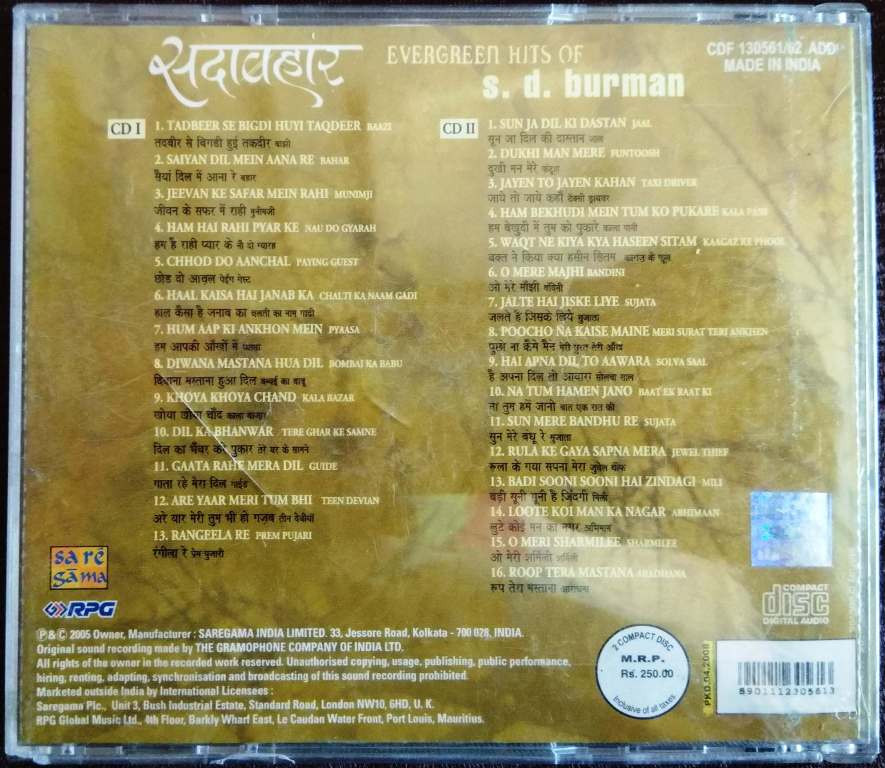 सदाबहार
EVERGREEN HITS OF
s. d. burman
CDF 130561/62 ADD
MADE IN INDIA
CD I
1. TADBEER SE BIGDI HUYI TAQDEER BAAZI
तदबीर से बिगडी हुई तकदीर बाज़ी
2. SAIYAN DIL MEIN AANA RE BAHAR
सैयां दिल में आना रे बहार
3. JEEVAN KE SAFAR MEIN RAHI MUNIMJI
जीवन के सफर में राही मुनीमजी
4. HAM HAI RAHI PYAR KE NAU DO GYARAH
हम है राही प्यार के नौ दो ग्यारह
5. CHHOD DO AANCHAL PAYING GUEST
छोड दो आंचल पेईंग गेस्ट
6. HAAL KAISA HAI JANAB KA CHALTI KA NAAM GADI
हाल कैसा है जनाब का चलती का नाम गाडी
7. HUM AAP KI ANKHON MEIN PYAASA
हम आपकी आँखों में प्यासा
8. DIWANA MASTANA HUA DIL BOMBAI KA BABU
दिवाना मस्ताना हुआ दिल बम्बई का बाबू
9. KHOYA KHOYA CHAND KALA BAZAR
खोया खोया चाँद काला बाजार
10. DIL KA BHANWAR TERE GHAR KE SAMNE
दिल का भँवर करे पुकार तेरे घर के सामने
11. GAATA RAHE MERA DIL GUIDE
गाता रहे मेरा दिल गाईड
12. ARE YAAR MERI TUM BHI TEEN DEVIAN
अरे यार मेरी तुम भी हो गजब तीन देवीयाँ
13. RANGEELA RE PREM PUJARI
रंगीला रे प्रेम पुजारी
CD II
1. SUN JA DIL KI DASTAN JAAL
सुन जा दिल की दास्तान जाल
2. DUKHI MAN MERE FUNTOOSH
दुखी मन मेरे फंटूश
3. JAYEN TO JAYEN KAHAN TAXI DRIVER
जाये तो जाये कहाँ टेक्सी ड्रायवर
4. HAM BEKHUDI MEIN TUM KO PUKARE KALA PANI
हम बेखुदी में तुम को पुकारे काला पानी
5. WAQT NE KIYA KYA HASEEN SITAM KAAGAZ KE PHOOL
वक्त ने किया क्या हसीन सितम कागज के फूल
6. O MERE MAJHI BANDINI
ओ मेरे माँझी बंदिनी
7. JALTE HAI JISKE LIYE SUJATA
जलते है जिसके लिये सुजाता
8. POOCHO NA KAISE MAINE MERI SURAT TERI ANKHEN
पुछो ना कैसे मैने मेरी सुरत तेरी आँखे
9. HAI APNA DIL TO AAWARA SOLVA SAAL
है अपना दिल तो आवारा सोलवा साल
10. NA TUM HAMEN JANO BAAT EK RAAT KI
ना तुम हमें जानो बात एक रात की
11. SUN MERE BANDHU RE SUJATA
सुन मेरे बंधू रे सुजाता
12. RULA KE GAYA SAPNA MERA JEWEL THIEF
रूला के गया सपना मेरा ज्वेल थीफ
13. BADI SOONI SOONI HAI ZINDAGI MILI
बड़ी सूनी सूनी है ज़िंदगी मिली
14. LOOTE KOI MAN KA NAGAR ABHIMAAN
लुटे कोई मन का नगर अभिमान
15. O MERI SHARMILEE SHARMILEE
ओ मेरी शर्मिली शर्मिली
16. ROOP TERA MASTANA ARADHANA
रूप तेरा मस्ताना आराधना
sa re
gāma
RPG
℗ & © 2005 Owner, Manufacturer : SAREGAMA INDIA LIMITED. 33, Jessore Road, Kolkata - 700 028, INDIA.
Original sound recording made by THE GRAMOPHONE COMPANY OF INDIA LTD.
All rights of the owner in the recorded work reserved. Unauthorised copying, usage, publishing, public performance,
hiring, renting, adapting, synchronisation and broadcasting of this sound recording prohibited.
Marketed outside India by International Licensees :
Saregama Plc., Unit 3, Bush Industrial Estate, Standard Road, London NW10, 6HD, U. K.
RPG Global Music Ltd., 4th Floor, Barkly Wharf East, Le Caudan Water Front, Port Louis, Mauritius.
2 COMPACT DISC
M.R.P.
Rs. 250.00
Inclusive of all taxes
COMPACT
disc
DIGITAL AUDIO
PKD.04.2008
8901112305613